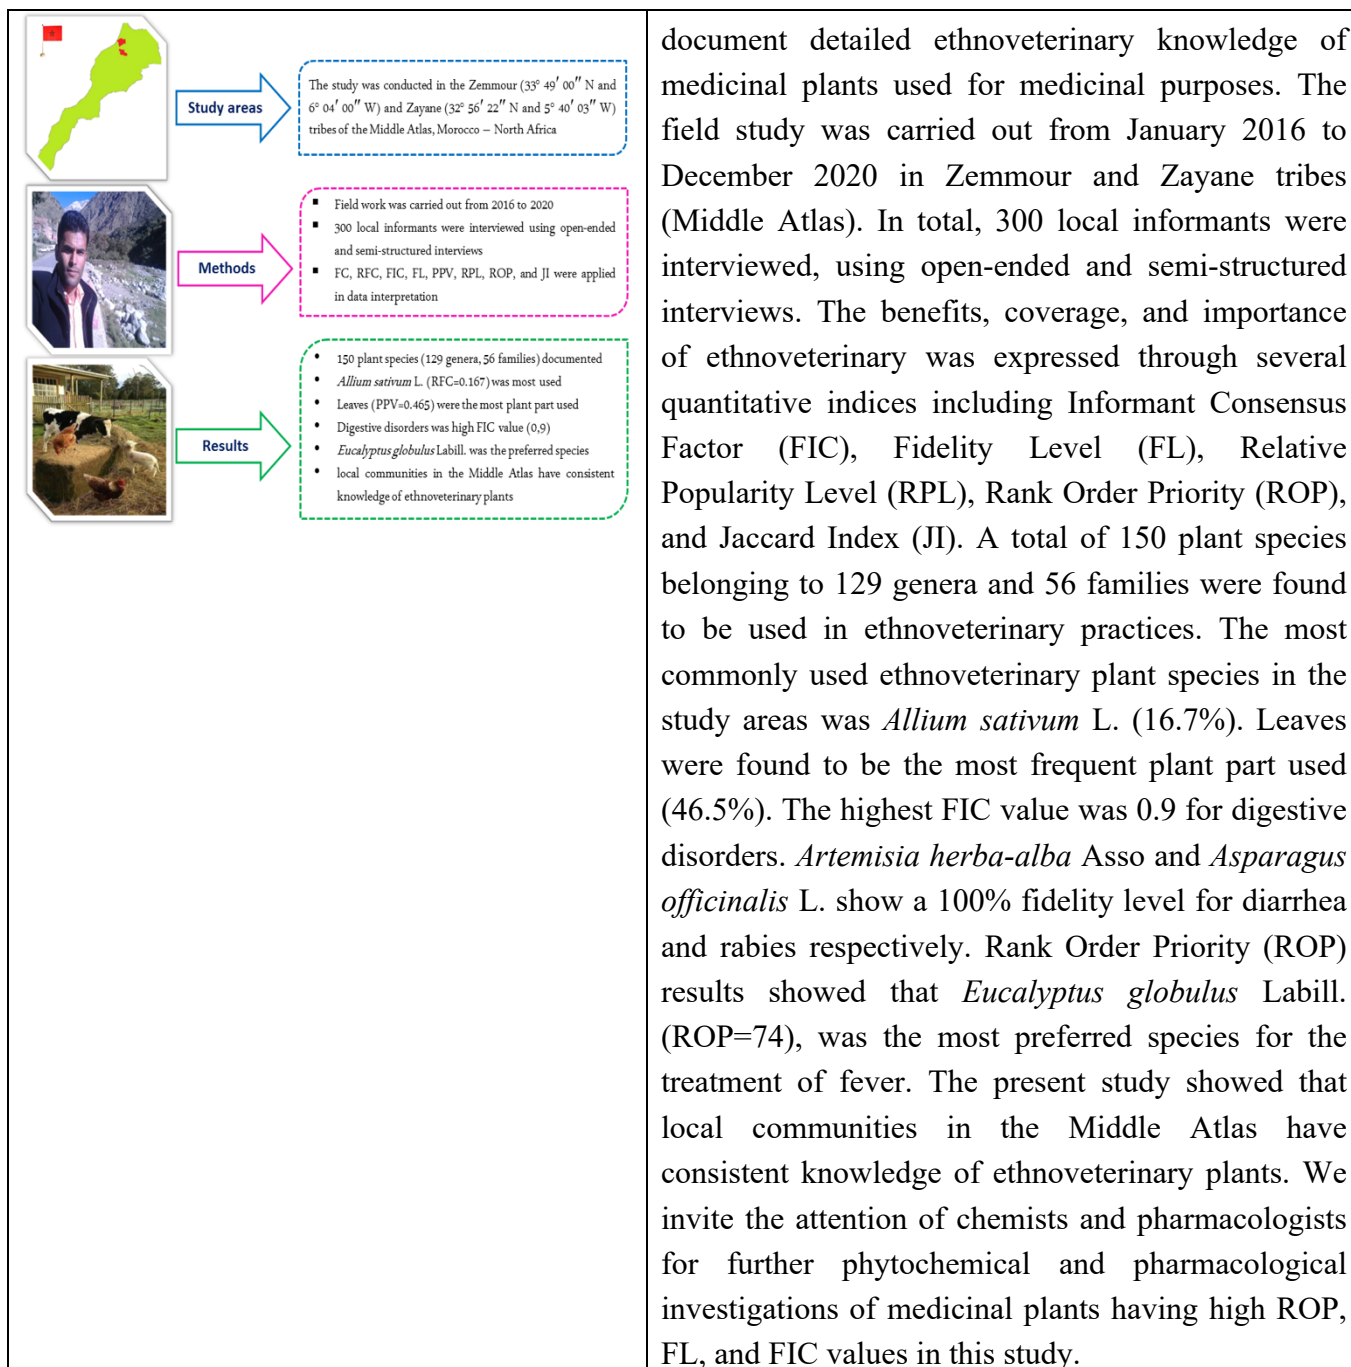 Study areas
The study was conducted in the Zemmour (33° 49′ 00″ N and
6° 04′ 00″ W) and Zayane (32° 56′ 22″ N and 5° 40′ 03″ W)
tribes of the Middle Atlas, Morocco – North Africa
Methods
▪ Field work was carried out from 2016 to 2020
▪ 300 local informants were interviewed using open-ended
and semi-structured interviews
▪ FC, RFC, FIC, FL, PPV, RPL, ROP, and JI were applied
in data interpretation
Results
• 150 plant species (129 genera, 56 families) documented
• Allium sativum L. (RFC=0.167) was most used
• Leaves (PPV=0.465) were the most plant part used
• Digestive disorders was high FIC value (0,9)
• Eucalyptus globulus Labill. was the preferred species
• local communities in the Middle Atlas have consistent
knowledge of ethnoveterinary plants
document detailed ethnoveterinary knowledge of
medicinal plants used for medicinal purposes. The
field study was carried out from January 2016 to
December 2020 in Zemmour and Zayane tribes
(Middle Atlas). In total, 300 local informants were
interviewed, using open-ended and semi-structured
interviews. The benefits, coverage, and importance
of ethnoveterinary was expressed through several
quantitative indices including Informant Consensus
Factor (FIC), Fidelity Level (FL), Relative
Popularity Level (RPL), Rank Order Priority (ROP),
and Jaccard Index (JI). A total of 150 plant species
belonging to 129 genera and 56 families were found
to be used in ethnoveterinary practices. The most
commonly used ethnoveterinary plant species in the
study areas was Allium sativum L. (16.7%). Leaves
were found to be the most frequent plant part used
(46.5%). The highest FIC value was 0.9 for digestive
disorders. Artemisia herba-alba Asso and Asparagus
officinalis L. show a 100% fidelity level for diarrhea
and rabies respectively. Rank Order Priority (ROP)
results showed that Eucalyptus globulus Labill.
(ROP=74), was the most preferred species for the
treatment of fever. The present study showed that
local communities in the Middle Atlas have
consistent knowledge of ethnoveterinary plants. We
invite the attention of chemists and pharmacologists
for further phytochemical and pharmacological
investigations of medicinal plants having high ROP,
FL, and FIC values in this study.